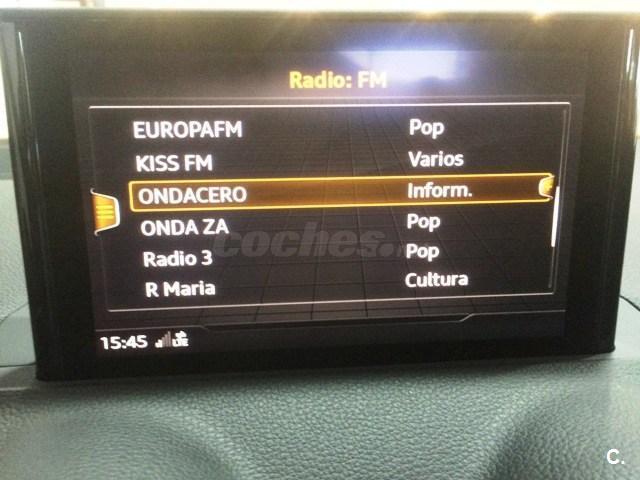 Radio: FM
EUROPAFM Pop
KISS FM Varios
ONDACERO Inform.
ONDA ZA Pop
Radio 3 Pop
R Maria Cultura
15:45 LTE
coches.
C.